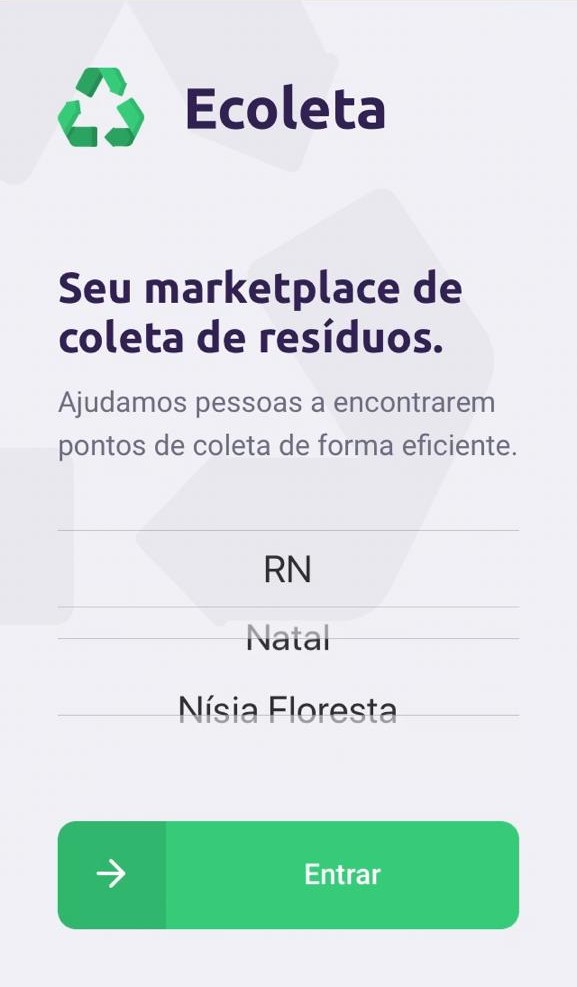 Ecoleta
Seu marketplace de
coleta de resíduos.
Ajudamos pessoas a encontrarem
pontos de coleta de forma eficiente.
RN
Natal
Nísia Floresta
Entrar